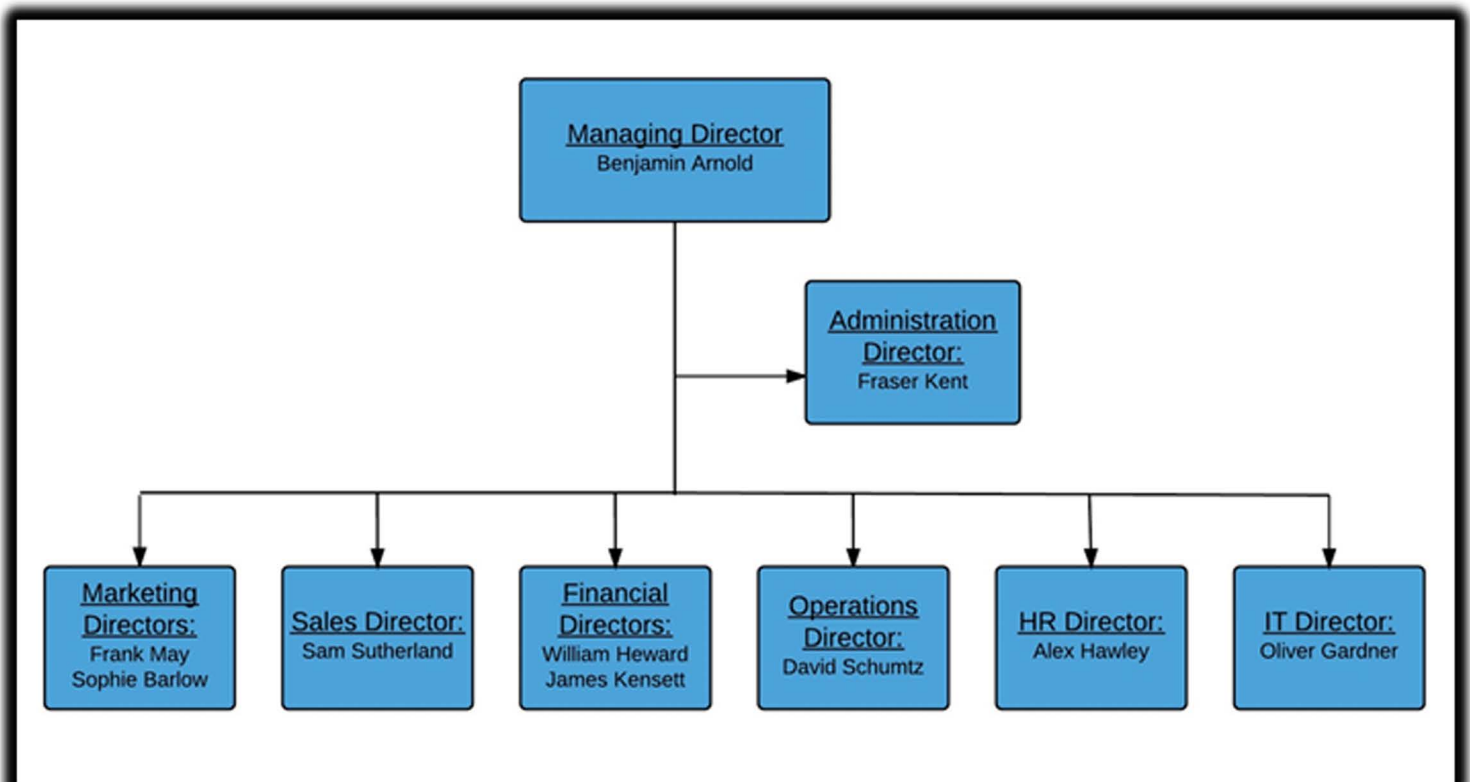 Managing Director
Benjamin Arnold
Administration
Director:
Fraser Kent
Marketing
Directors:
Frank May
Sophie Barlow
Sales Director:
Sam Sutherland
Financial
Directors:
William Heward
James Kensett
Operations
Director:
David Schumtz
HR Director:
Alex Hawley
IT Director:
Oliver Gardner